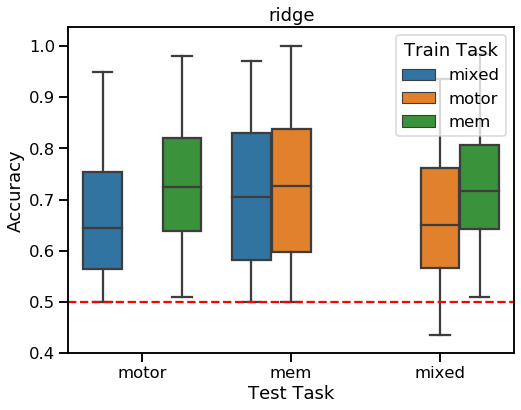 ridge
Train Task
mixed
motor
mem
Accuracy
1.0
0.9
0.8
0.7
0.6
0.5
0.4
motor mem mixed
Test Task